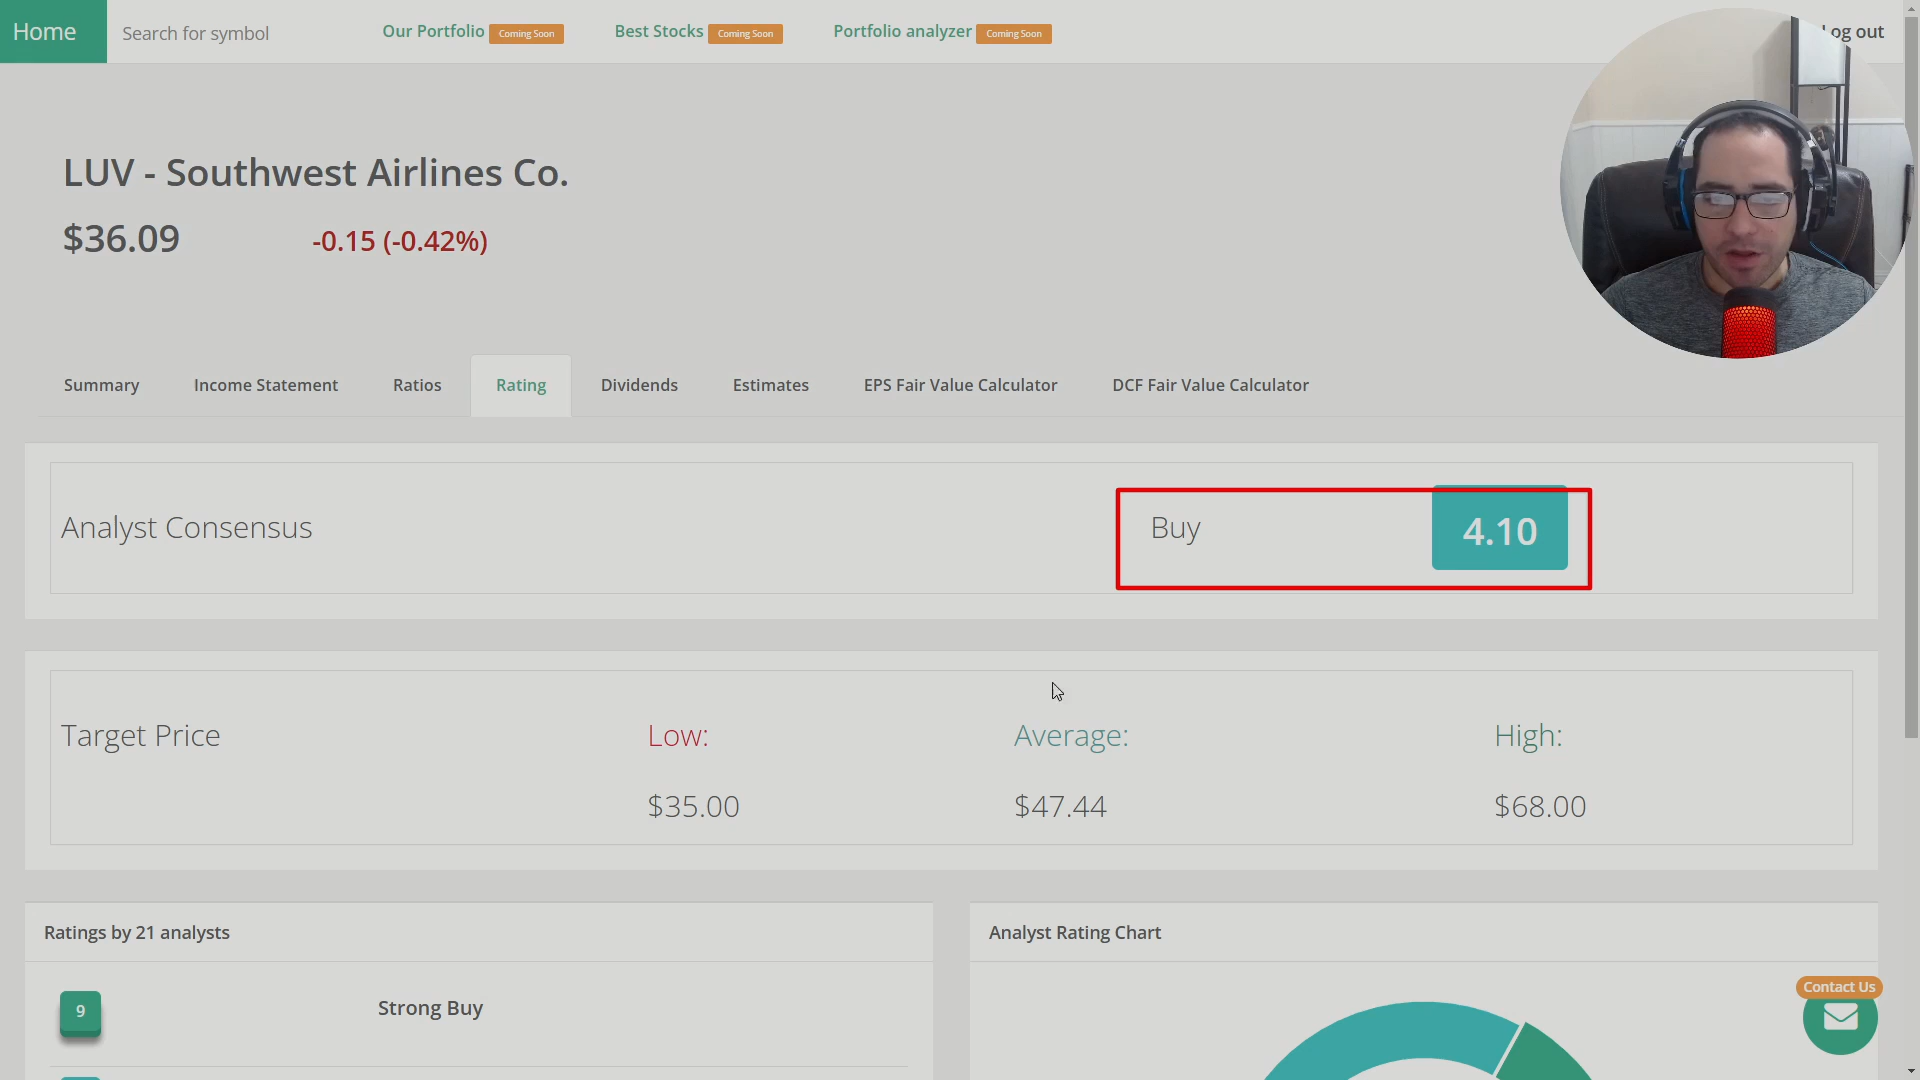 Home
Search for symbol
Our Portfolio Coming Soon
Best Stocks Coming Soon
Portfolio analyzer Coming Soon
og out
LUV - Southwest Airlines Co.
$36.09
-0.15 (-0.42%)
Summary
Income Statement
Ratios
Rating
Dividends
Estimates
EPS Fair Value Calculator
DCF Fair Value Calculator
Analyst Consensus
Buy
4.10
Target Price
Low:
Average:
High:
$35.00
$47.44
$68.00
Ratings by 21 analysts
Analyst Rating Chart
9
Strong Buy
Contact Us